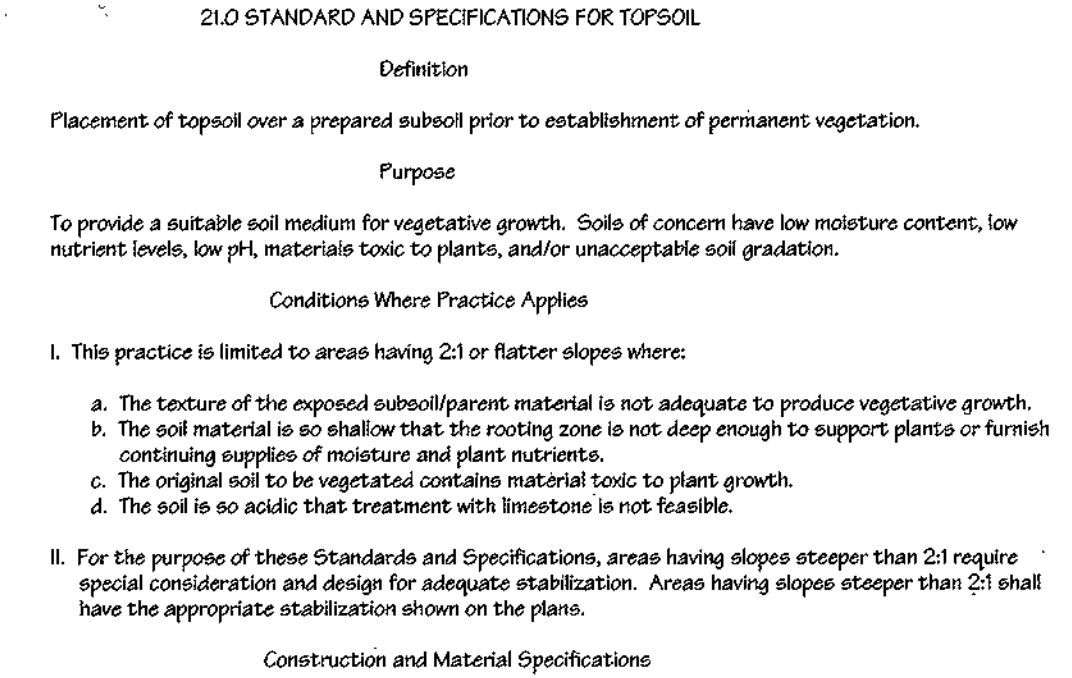 21.0 STANDARD AND SPECIFICATIONS FOR TOPSOIL
Definition
Placement of topsoil over a prepared subsoil prior to establishment of permanent vegetation.
Purpose
To provide a suitable soil medium for vegetative growth. Soils of concern have low moisture content, low
nutrient levels, low pH, materials toxic to plants, and/or unacceptable soil gradation.
Conditions Where Practice Applies
I. This practice is limited to areas having 2:1 or flatter slopes where:
a. The texture of the exposed subsoil/parent material is not adequate to produce vegetative growth.
b. The soil material is so shallow that the rooting zone is not deep enough to support plants or furnish
continuing supplies of moisture and plant nutrients.
c. The original soil to be vegetated contains material toxic to plant growth.
d. The soil is so acidic that treatment with limestone is not feasible.
II. For the purpose of these Standards and Specifications, areas having slopes steeper than 2:1 require
special consideration and design for adequate stabilization. Areas having slopes steeper than 2:1 shall
have the appropriate stabilization shown on the plans.
Construction and Material Specifications